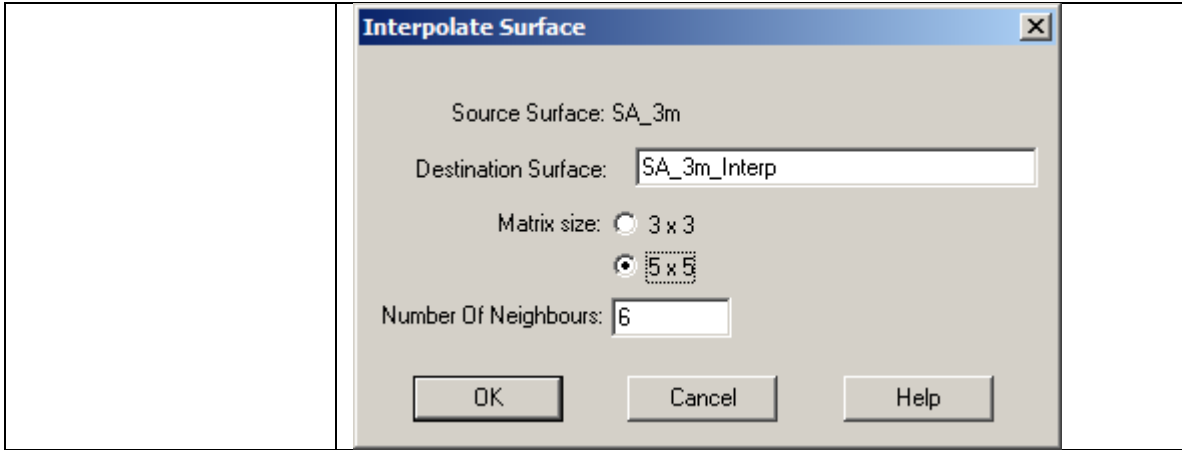 Interpolate Surface
Source Surface: SA_3m
Destination Surface: SA_3m_Interp
Matrix size: 3 x 3
5 x 5
Number Of Neighbours: 6
OK Cancel Help